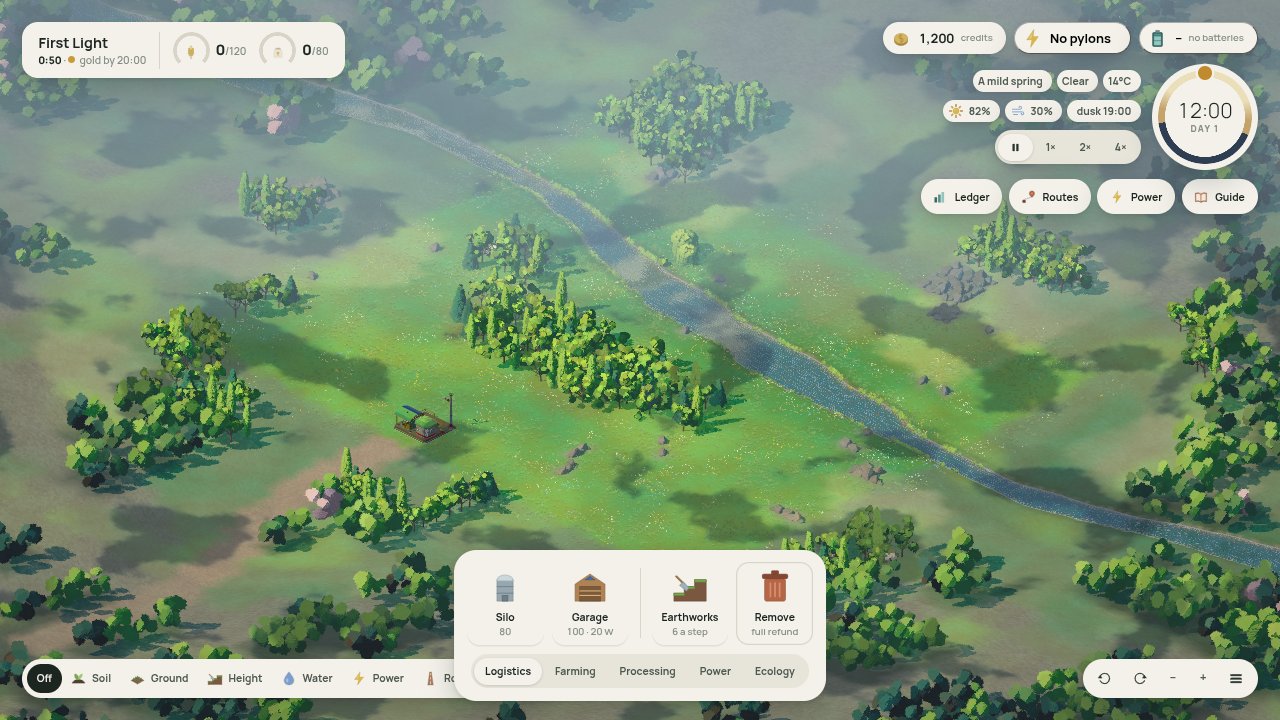 First Light
0:50 · gold by 20:00
0/120
0/80
1,200 credits
No pylons
– no batteries
A mild spring
Clear
14°C
82%
30%
dusk 19:00
12:00
DAY 1
1×
2×
4×
Ledger
Routes
Power
Guide
Silo
80
Garage
100 · 20 W
Earthworks
6 a step
Remove
full refund
Logistics
Farming
Processing
Power
Ecology
Off
Soil
Ground
Height
Water
Power
−
+